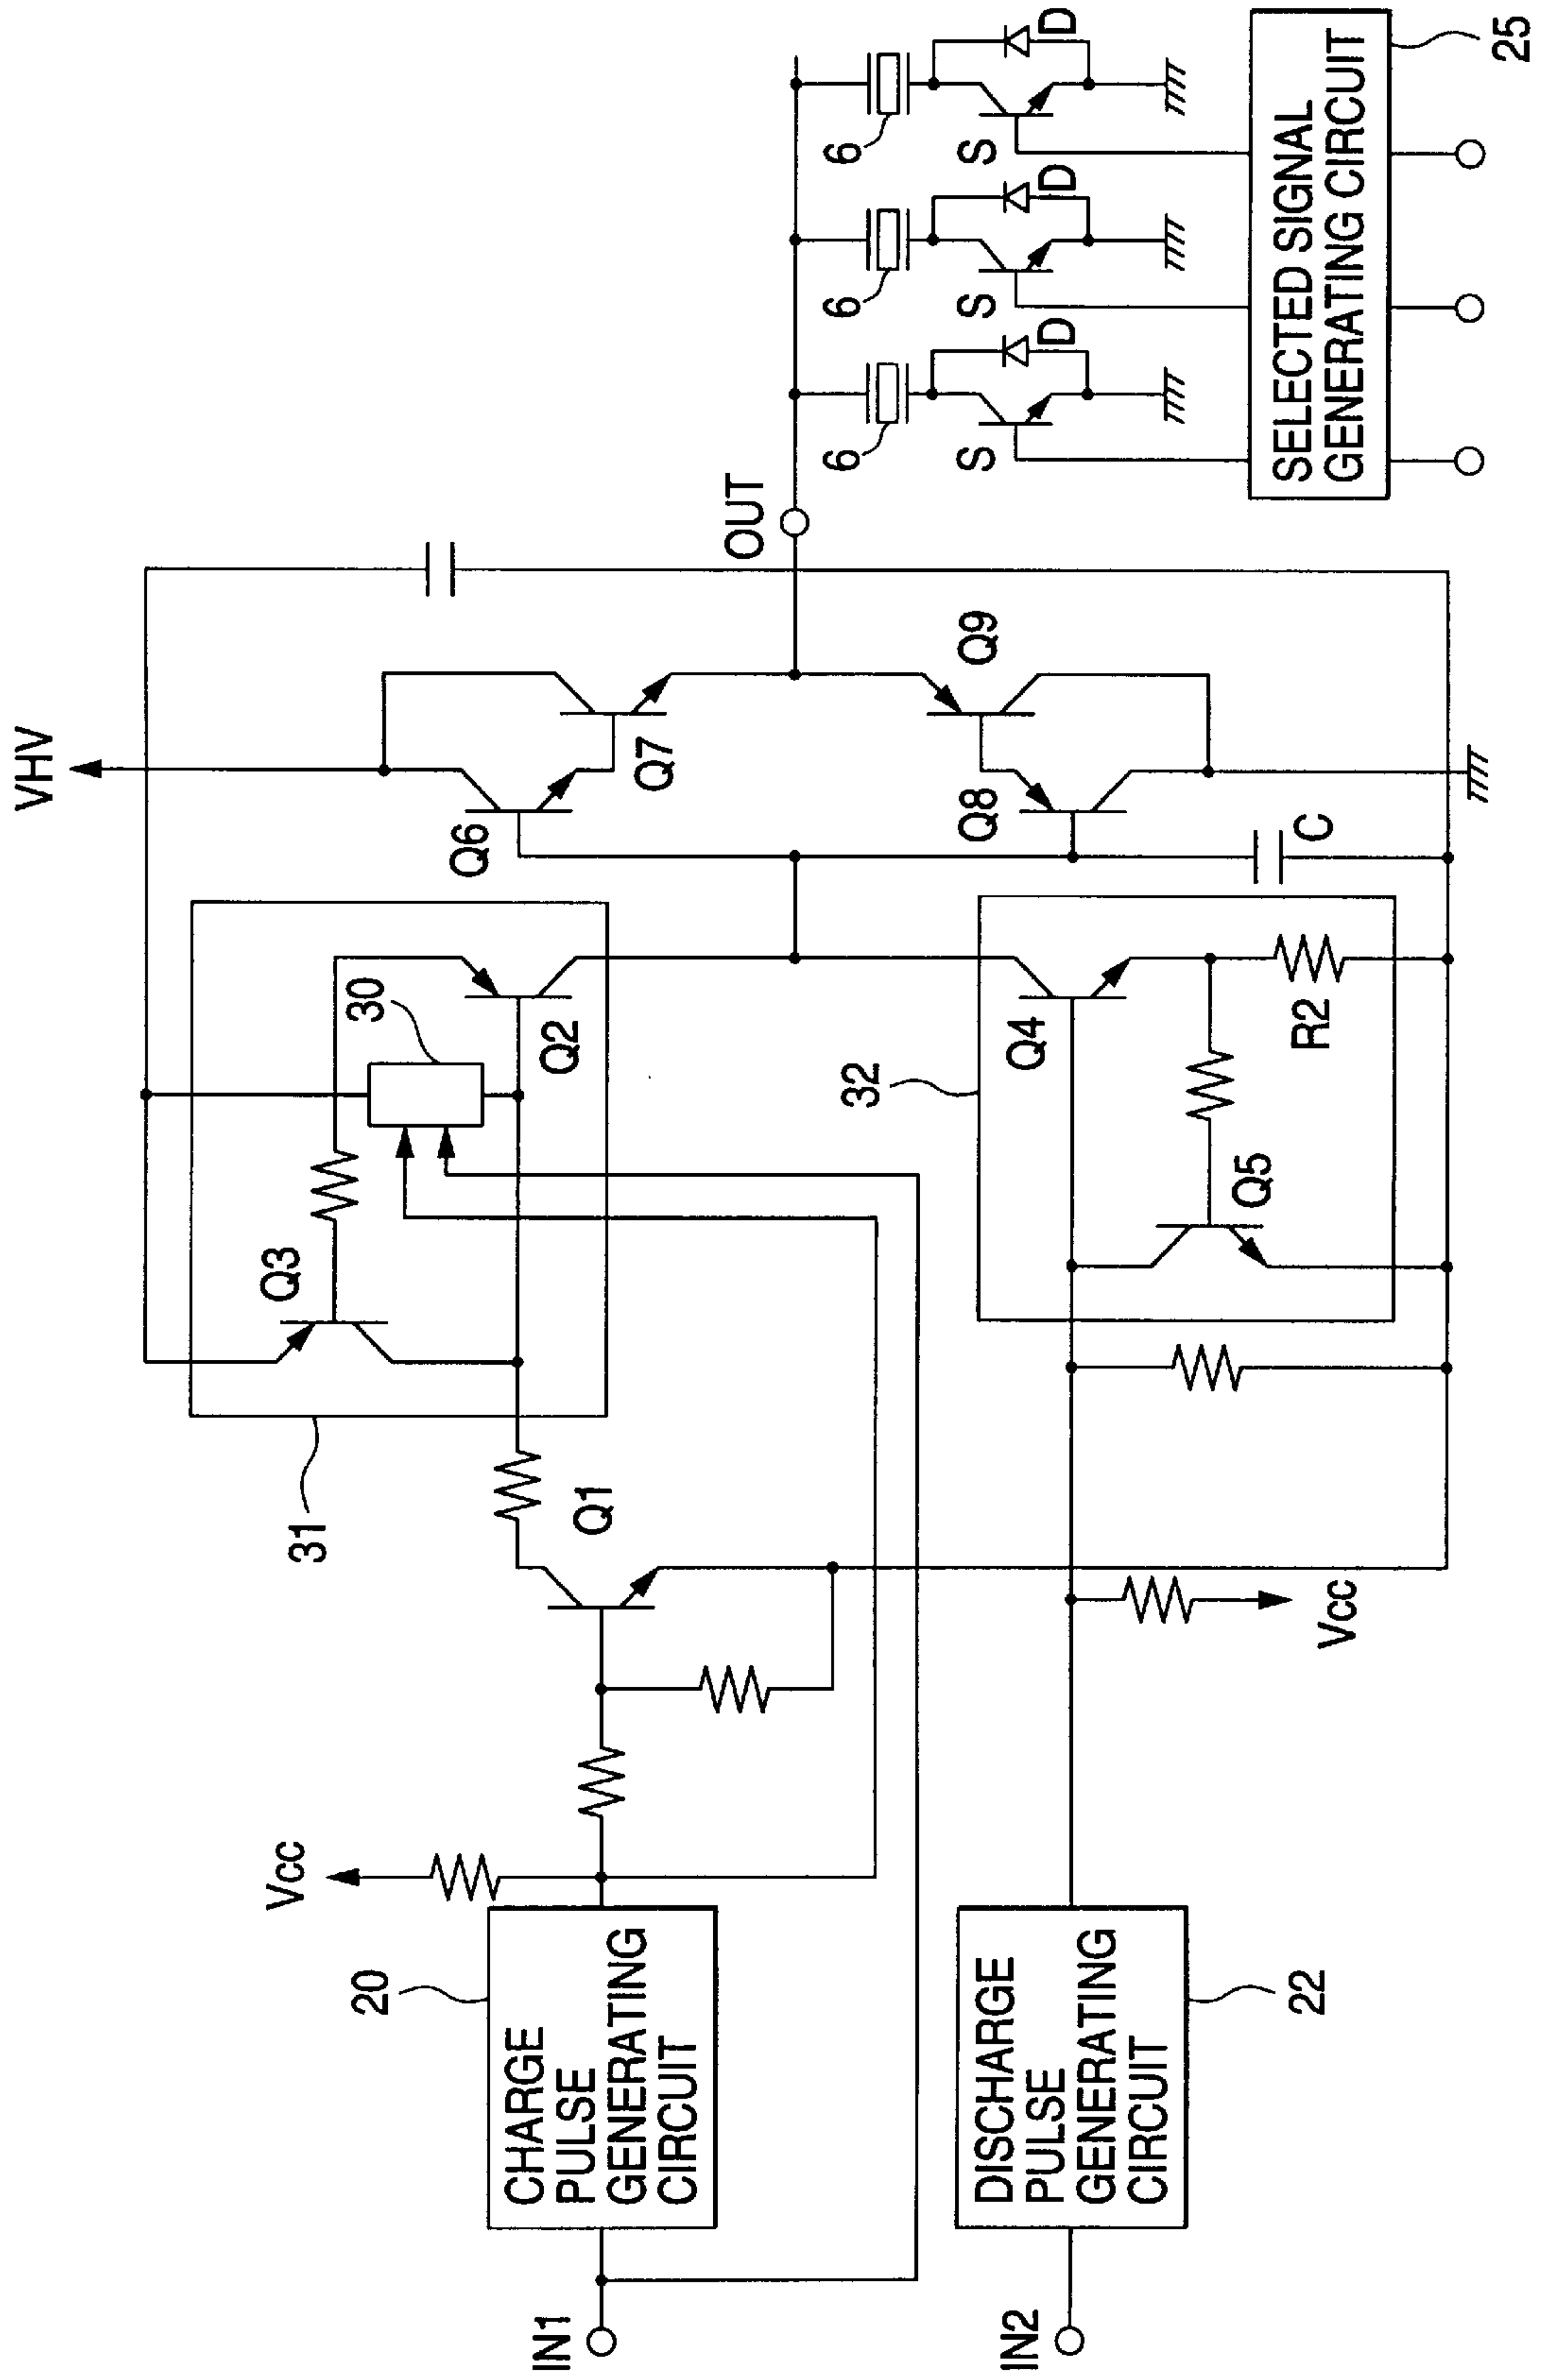 VHV
Q6
Q7
Q8
Q9
C
OUT
6
6
6
S
S
S
D
D
D
SELECTED SIGNAL
GENERATING CIRCUIT
25
30
Q2
Q3
31
Q1
32
Q4
Q5
R2
Vcc
Vcc
20
CHARGE
PULSE
GENERATING
CIRCUIT
22
DISCHARGE
PULSE
GENERATING
CIRCUIT
IN1
IN2